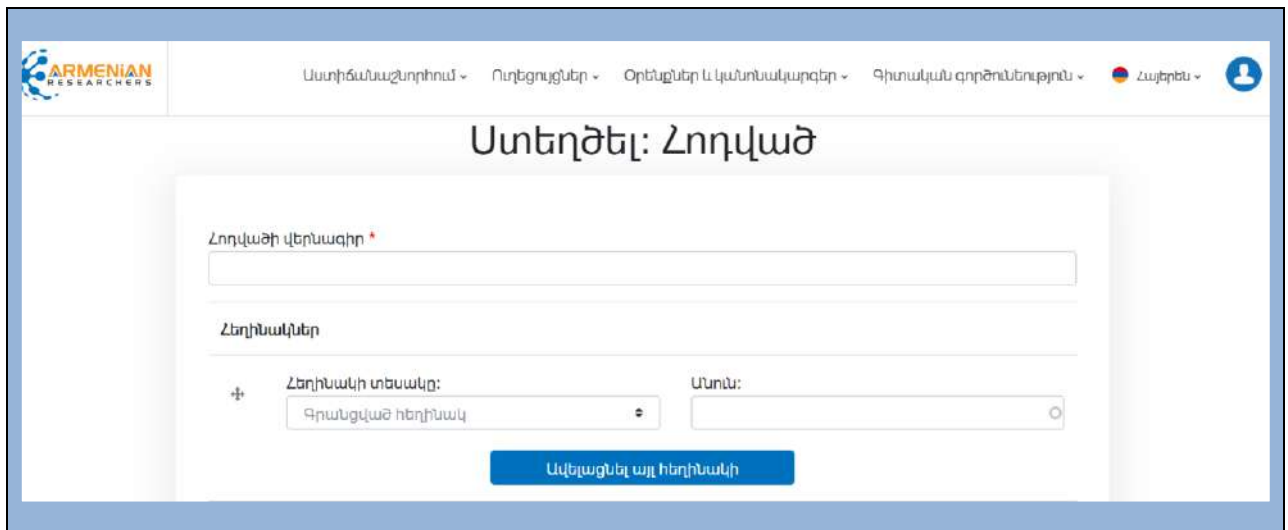 ARMENIAN
RESEARCHERS
Աստիճանաշնորհում Ուղեցույցներ Օրենքներ և կանոնակարգեր Գիտական գործունեություն Հայերեն
Ստեղծել: Հոդված
Հոդվածի վերնագիր *
Հեղինակներ
Հեղինակի տեսակը: Անուն:
Գրանցված հեղինակ
Ավելացնել այլ հեղինակի